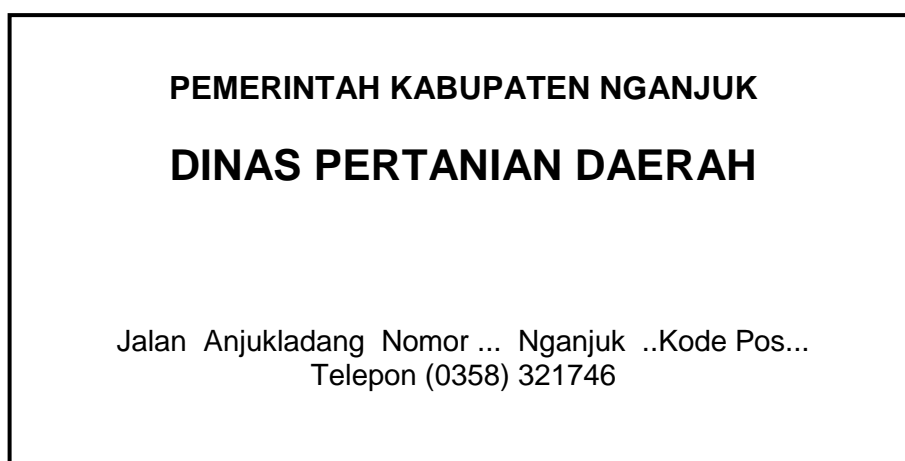 PEMERINTAH KABUPATEN NGANJUK
DINAS PERTANIAN DAERAH
Jalan Anjukladang Nomor ... Nganjuk ..Kode Pos...
Telepon (0358) 321746